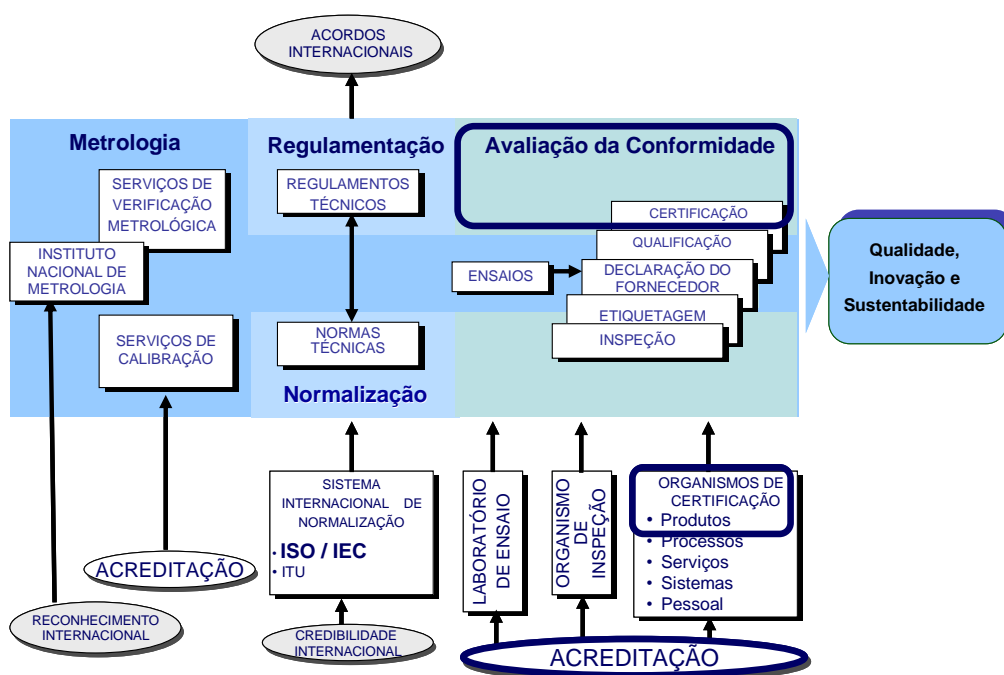 ACORDOS
INTERNACIONAIS
Metrologia
Regulamentação
Avaliação da Conformidade
SERVIÇOS DE
VERIFICAÇÃO
METROLÓGICA
INSTITUTO
NACIONAL DE
METROLOGIA
SERVIÇOS DE
CALIBRAÇÃO
REGULAMENTOS
TÉCNICOS
NORMAS
TÉCNICAS
Normalização
CERTIFICAÇÃO
QUALIFICAÇÃO
ENSAIOS
DECLARAÇÃO DO
FORNECEDOR
ETIQUETAGEM
INSPEÇÃO
Qualidade,
Inovação e
Sustentabilidade
SISTEMA
INTERNACIONAL DE
NORMALIZAÇÃO
• ISO / IEC
• ITU
LABORATÓRIO
DE ENSAIO
ORGANISMO
DE
INSPEÇÃO
ORGANISMOS DE
CERTIFICAÇÃO
• Produtos
• Processos
• Serviços
• Sistemas
• Pessoal
ACREDITAÇÃO
RECONHECIMENTO
INTERNACIONAL
CREDIBILIDADE
INTERNACIONAL
ACREDITAÇÃO